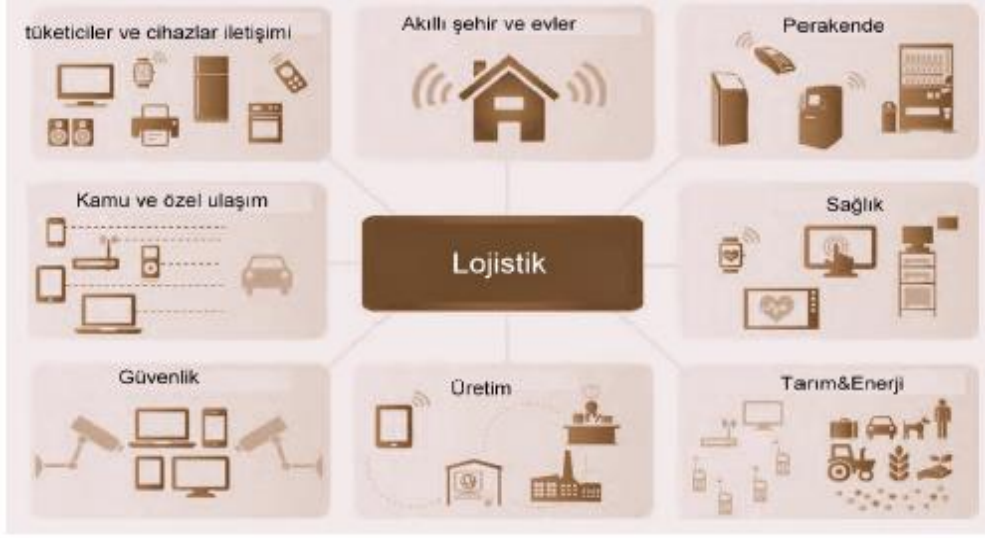 tüketiciler ve cihazlar iletişimi
Akıllı şehir ve evler
Perakende
Kamu ve özel ulaşım
Lojistik
Sağlık
Güvenlik
Üretim
Tarım&Enerji